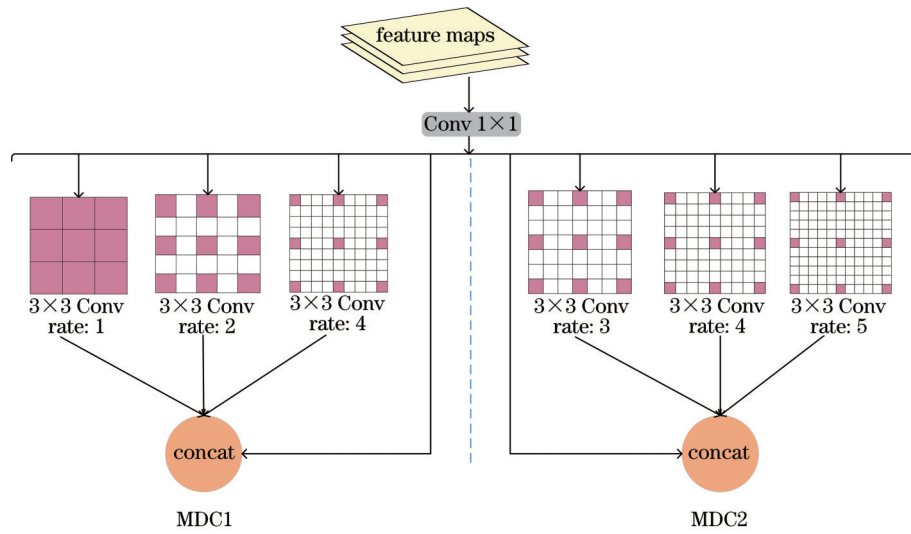 feature maps
Conv 1×1
3×3 Conv
rate: 1
3×3 Conv
rate: 2
3×3 Conv
rate: 4
3×3 Conv
rate: 3
3×3 Conv
rate: 4
3×3 Conv
rate: 5
concat
concat
MDC1
MDC2